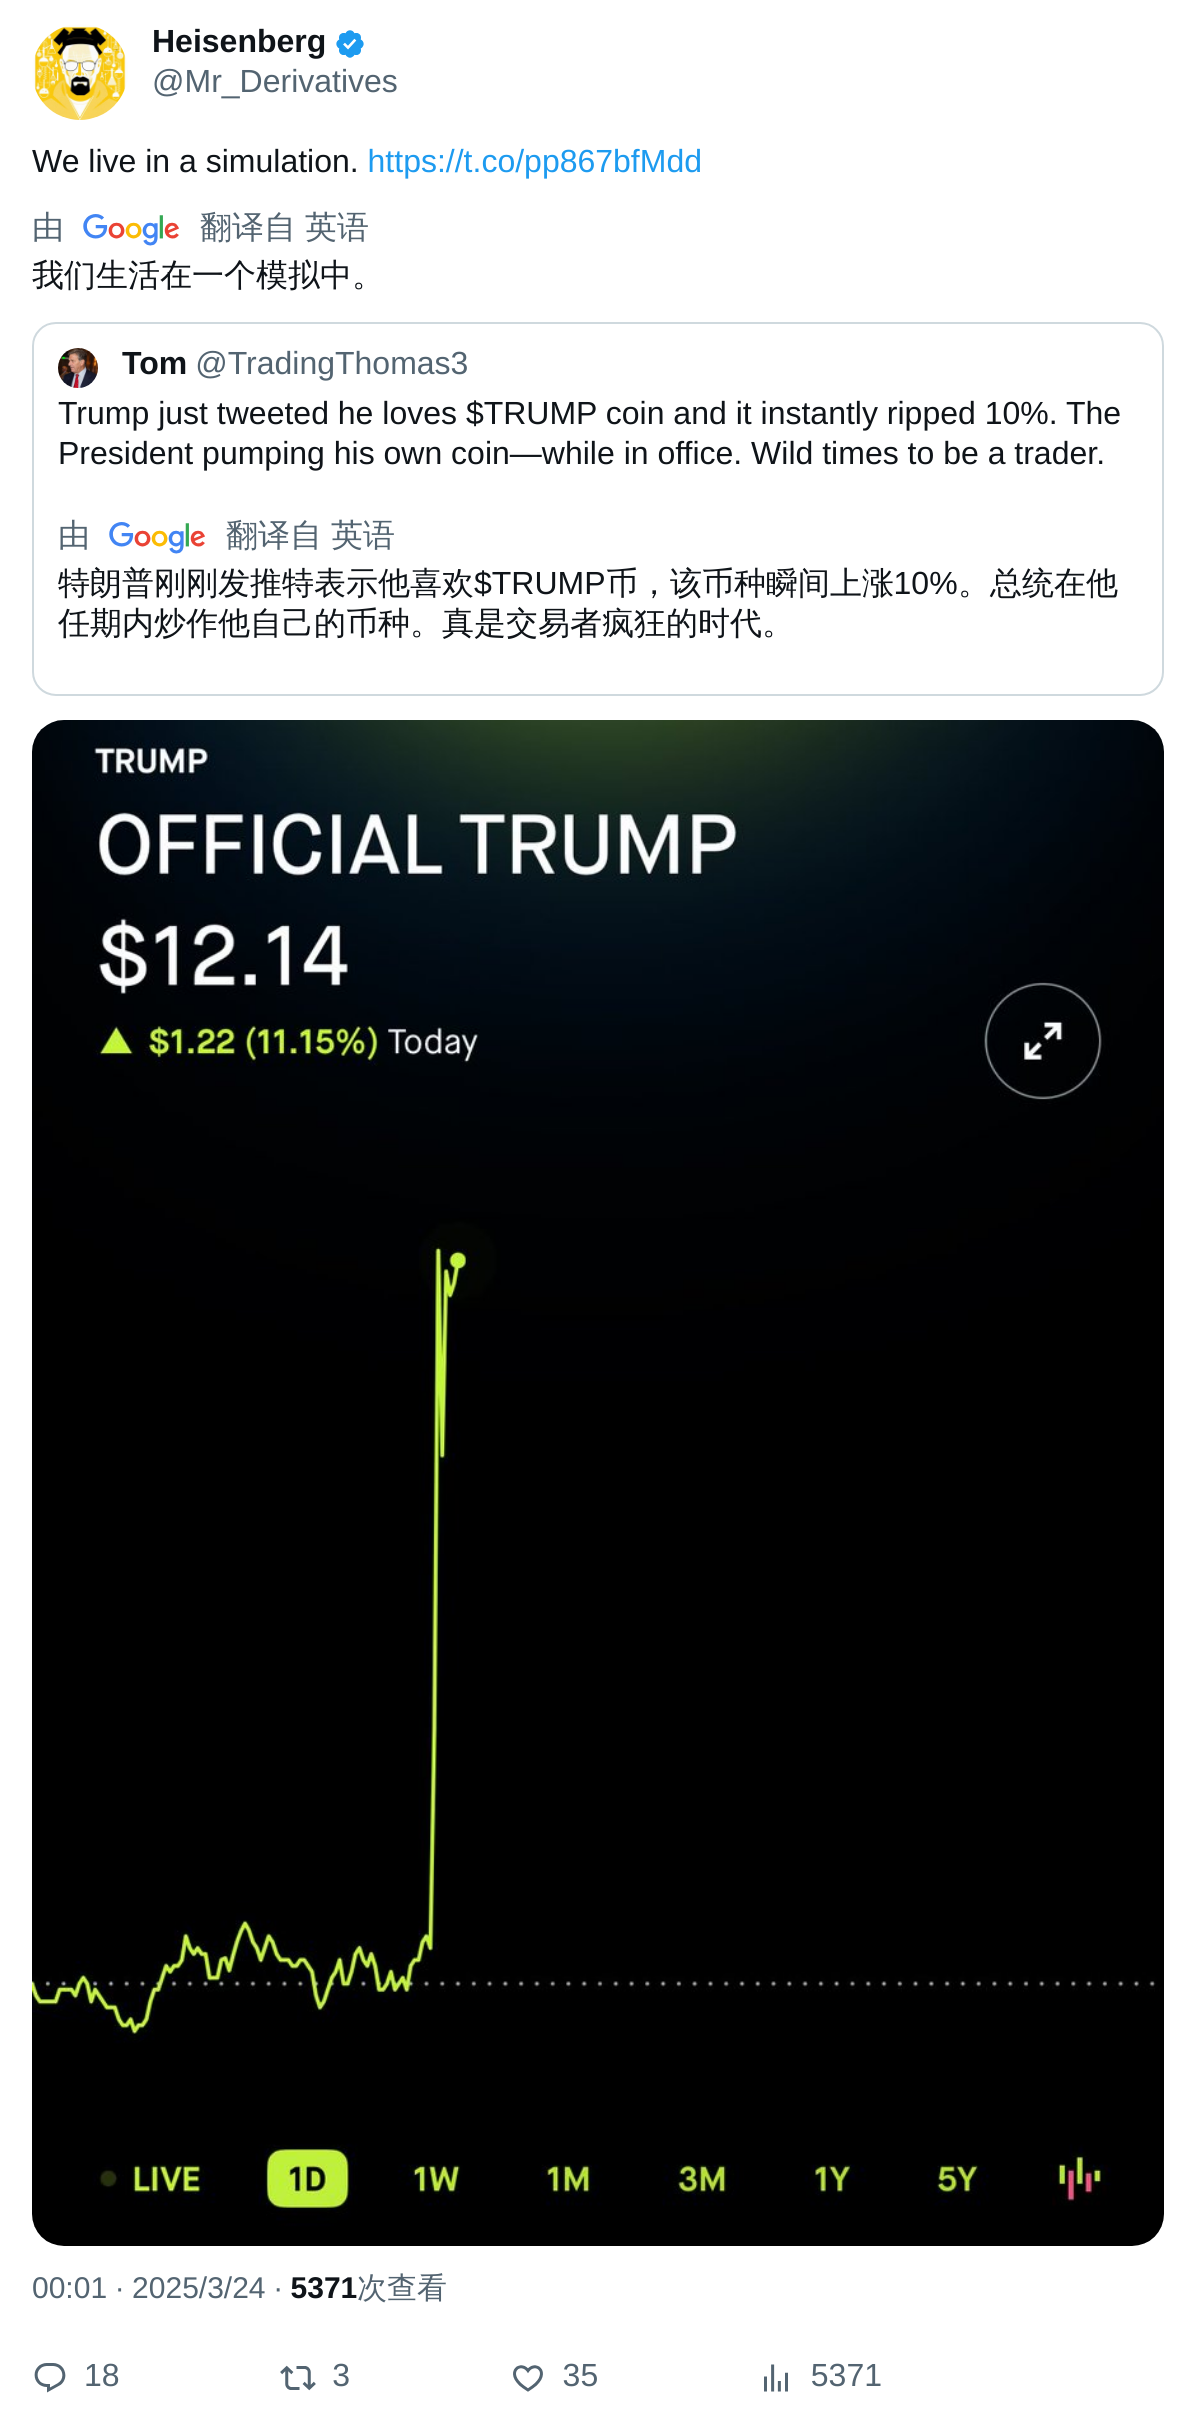 Heisenberg
@Mr_Derivatives
We live in a simulation. https://t.co/pp867bfMdd
由 Google 翻译自 英语
我们生活在一个模拟中。
Tom @TradingThomas3
Trump just tweeted he loves $TRUMP coin and it instantly ripped 10%. The
President pumping his own coin—while in office. Wild times to be a trader.
由 Google 翻译自 英语
特朗普刚刚发推特表示他喜欢$TRUMP币，该币种瞬间上涨10%。总统在他
任期内炒作他自己的币种。真是交易者疯狂的时代。
TRUMP
OFFICIAL TRUMP
$12.14
▲ $1.22 (11.15%) Today
LIVE 1D 1W 1M 3M 1Y 5Y
00:01 · 2025/3/24 · 5371次查看
18 3 35 5371